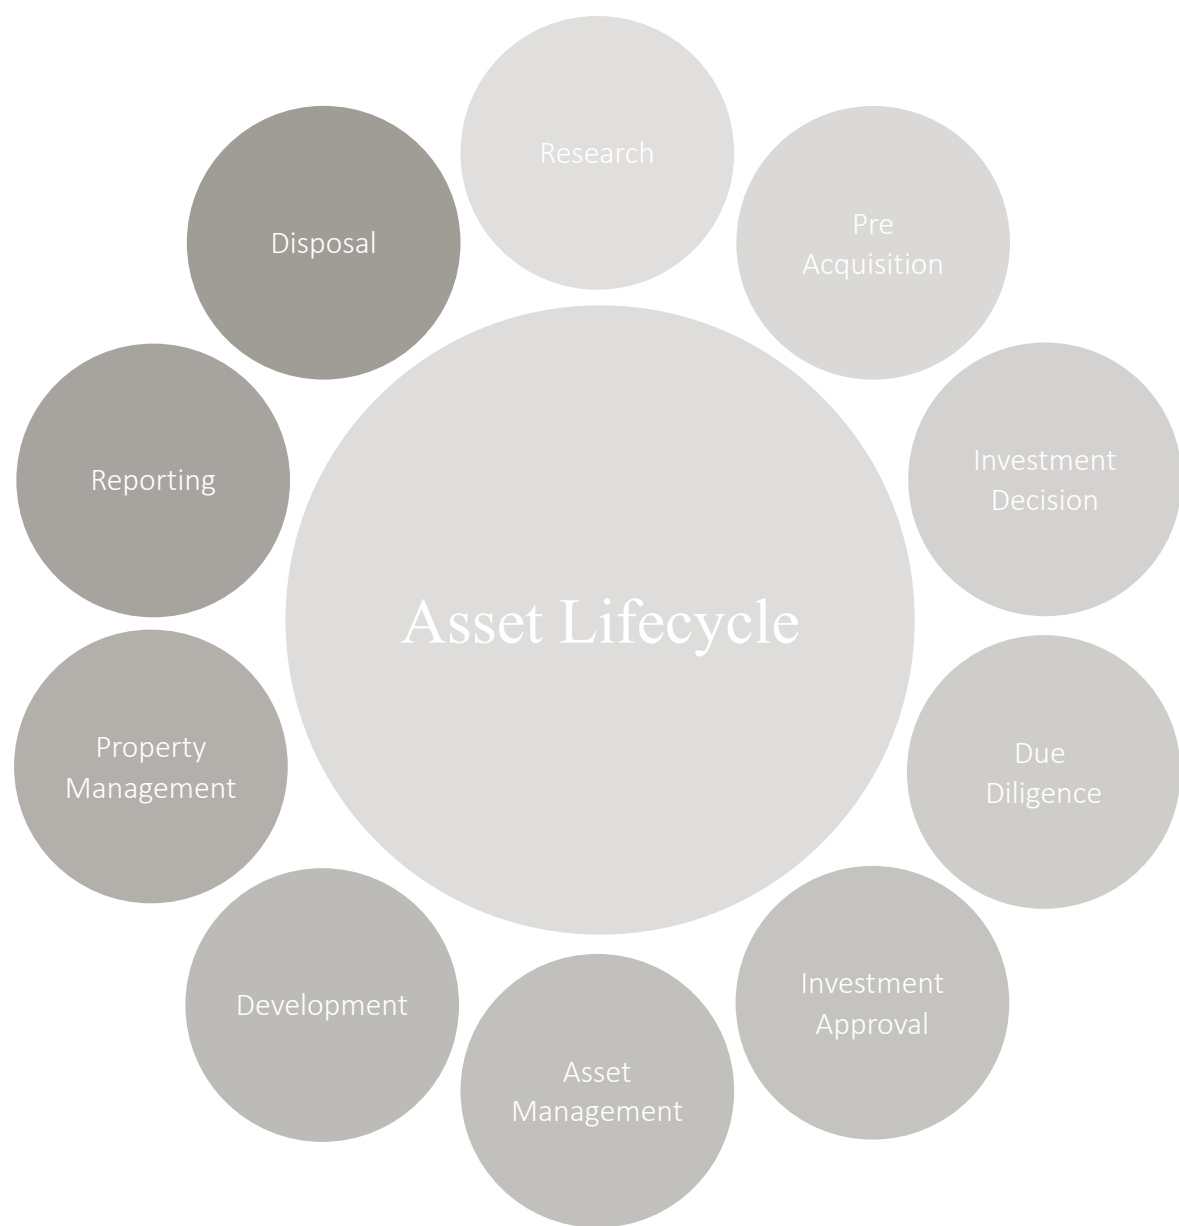 Research
Pre
Acquisition
Investment
Decision
Due
Diligence
Investment
Approval
Asset
Management
Development
Property
Management
Reporting
Disposal
Asset Lifecycle